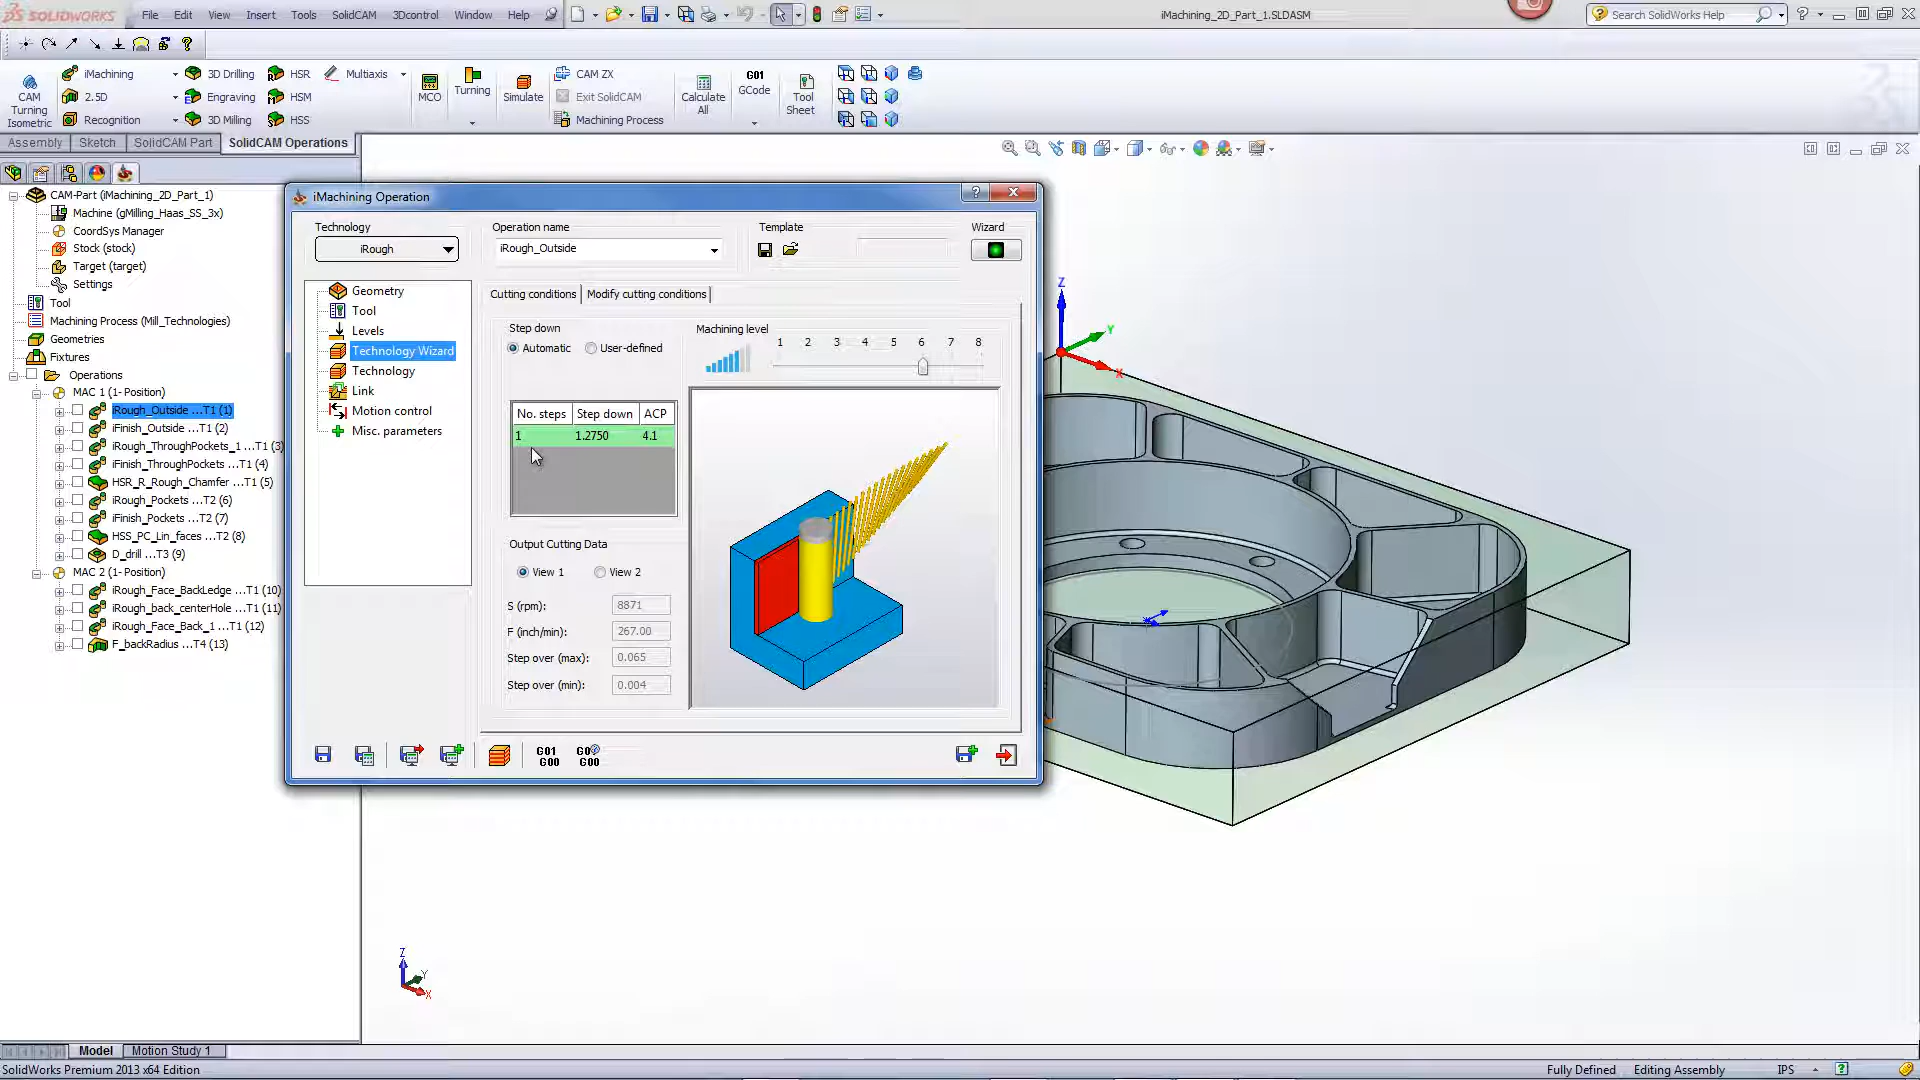 SOLIDWORKS File Edit View Insert Tools SolidCAM 3Dcontrol Window Help iMachining_2D_Part_1.SLDASM Search SolidWorks Help
iMachining 3D Drilling HSR Multiaxis CAM ZX
CAM Turning Isometric 2.5D Engraving HSM MCO Turning Simulate Exit SolidCAM Calculate All G01 GCode Tool Sheet
Recognition 3D Milling HSS Machining Process
Assembly Sketch SolidCAM Part SolidCAM Operations
CAM-Part (iMachining_2D_Part_1)
Machine (gMilling_Haas_SS_3x)
CoordSys Manager
Stock (stock)
Target (target)
Settings
Tool
Machining Process (Mill_Technologies)
Geometries
Fixtures
Operations
MAC 1 (1- Position)
iRough_Outside ...T1 (1)
iFinish_Outside ...T1 (2)
iRough_ThroughPockets_1 ...T1 (3)
iFinish_ThroughPockets ...T1 (4)
HSR_R_Rough_Chamfer ...T1 (5)
iRough_Pockets ...T2 (6)
iFinish_Pockets ...T2 (7)
HSS_PC_Lin_faces ...T2 (8)
D_drill ...T3 (9)
MAC 2 (1- Position)
iRough_Face_BackLedge ...T1 (10)
iRough_back_centerHole ...T1 (11)
iRough_Face_Back_1 ...T1 (12)
F_backRadius ...T4 (13)
iMachining Operation
Technology Operation name Template Wizard
iRough iRough_Outside
Geometry
Tool
Levels
Technology Wizard
Technology
Link
Motion control
Misc. parameters
Cutting conditions Modify cutting conditions
Step down Machining level
Automatic User-defined 1 2 3 4 5 6 7 8
No. steps Step down ACP
1 1.2750 4.1
Output Cutting Data
View 1 View 2
S (rpm): 8871
F (inch/min): 267.00
Step over (max): 0.065
Step over (min): 0.004
G01 G00
G00
Z Y X
Z Y X
Model Motion Study 1
SolidWorks Premium 2013 x64 Edition Fully Defined Editing Assembly IPS